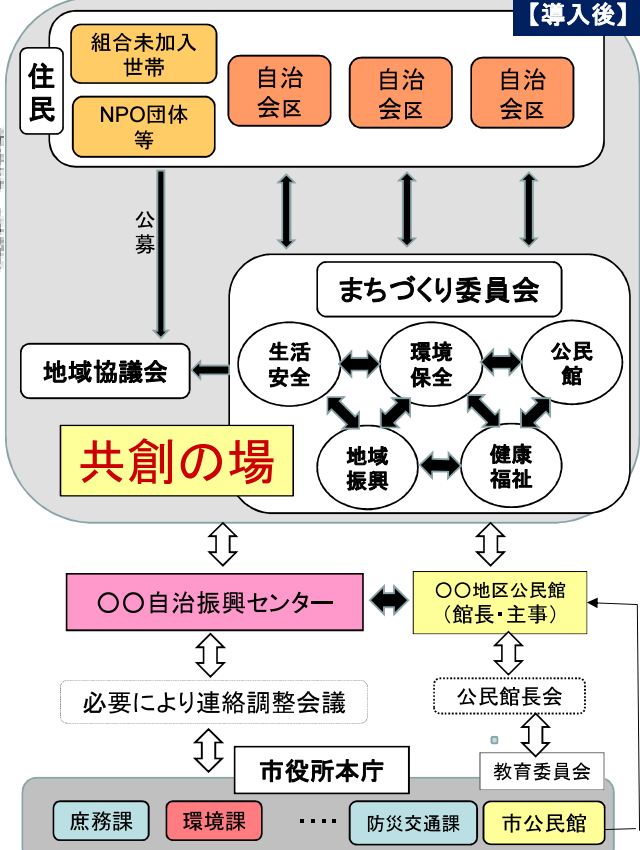 【導入後】
住
民
組合未加入
世帯
NPO団体
等
自治
会区
自治
会区
自治
会区
公
募
まちづくり委員会
生活
安全
環境
保全
公民
館
地域
振興
健康
福祉
地域協議会
共創の場
〇〇自治振興センター
〇〇地区公民館
（館長・主事）
必要により連絡調整会議
公民館長会
市役所本庁
教育委員会
庶務課
環境課
‥‥
防災交通課
市公民館